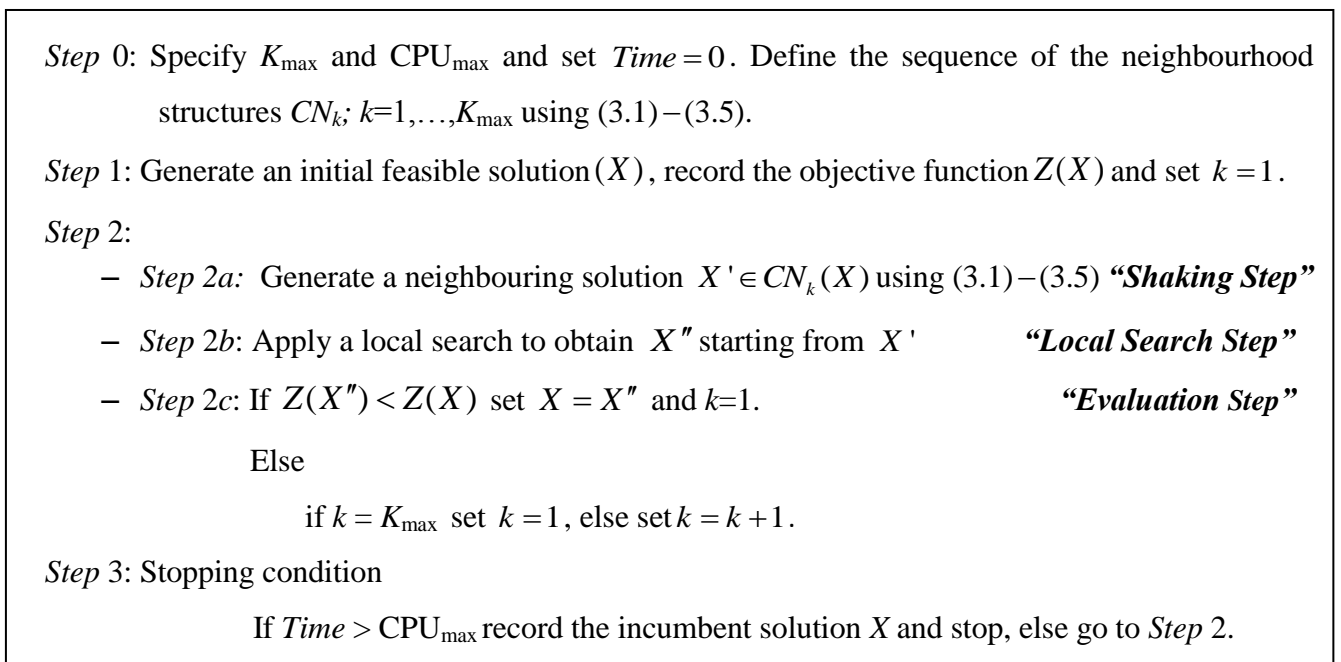 Step 0: Specify Kmax and CPUmax and set Time = 0. Define the sequence of the neighbourhood
structures CNk; k=1,…,Kmax using (3.1)−(3.5).
Step 1: Generate an initial feasible solution (X), record the objective function Z(X) and set k = 1.
Step 2:
− Step 2a: Generate a neighbouring solution X ' ∈ CNk(X) using (3.1)−(3.5) “Shaking Step”
− Step 2b: Apply a local search to obtain X″ starting from X ' “Local Search Step”
− Step 2c: If Z(X″) < Z(X) set X = X″ and k=1. “Evaluation Step”
Else
if k = Kmax set k = 1, else set k = k + 1.
Step 3: Stopping condition
If Time > CPUmax record the incumbent solution X and stop, else go to Step 2.